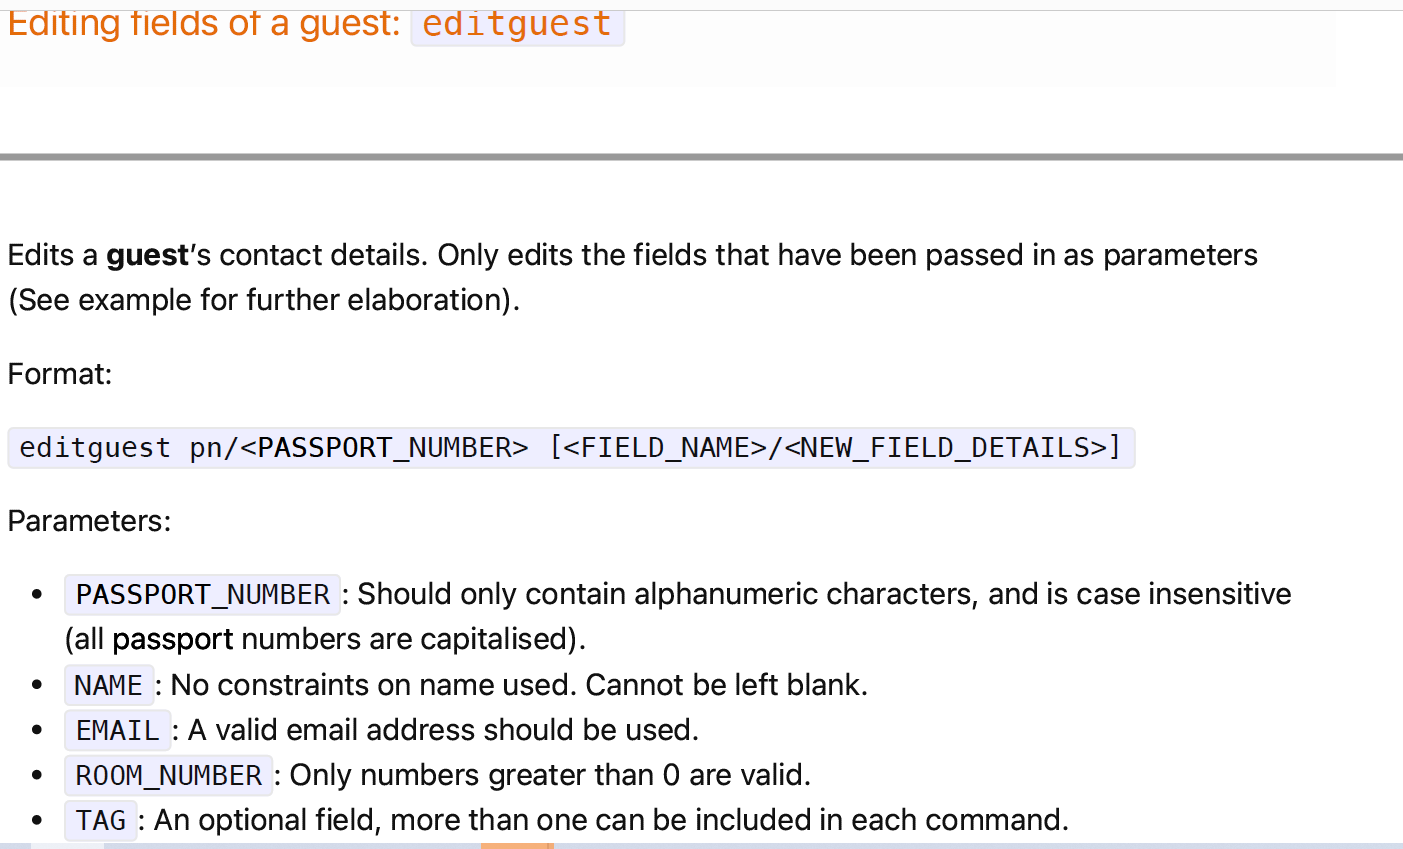 Editing fields of a guest: editguest
Edits a guest's contact details. Only edits the fields that have been passed in as parameters
(See example for further elaboration).
Format:
editguest pn/<PASSPORT_NUMBER> [<FIELD_NAME>/<NEW_FIELD_DETAILS>]
Parameters:
• PASSPORT_NUMBER: Should only contain alphanumeric characters, and is case insensitive
(all passport numbers are capitalised).
• NAME: No constraints on name used. Cannot be left blank.
• EMAIL: A valid email address should be used.
• ROOM_NUMBER: Only numbers greater than 0 are valid.
• TAG: An optional field, more than one can be included in each command.